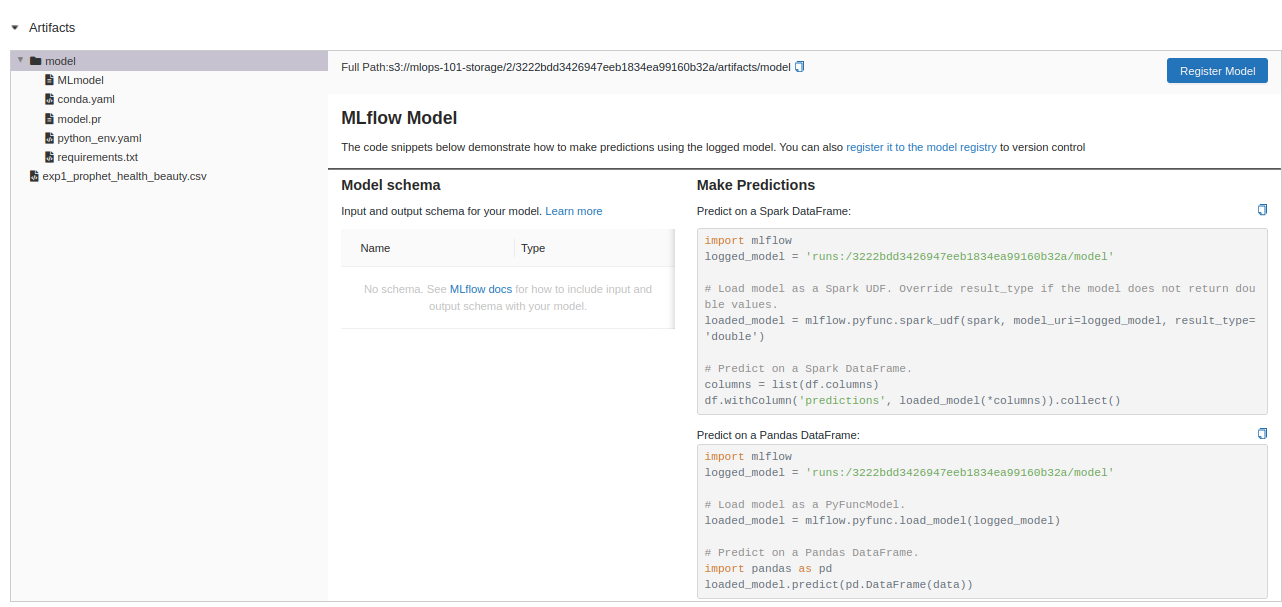 Artifacts
model
MLmodel
conda.yaml
model.pr
python_env.yaml
requirements.txt
exp1_prophet_health_beauty.csv
Full Path:s3://mlops-101-storage/2/3222bdd3426947eeb1834ea99160b32a/artifacts/model
Register Model
MLflow Model
The code snippets below demonstrate how to make predictions using the logged model. You can also register it to the model registry to version control
Model schema
Input and output schema for your model. Learn more
Name Type
No schema. See MLflow docs for how to include input and
output schema with your model.
Make Predictions
Predict on a Spark DataFrame:
import mlflow
logged_model = 'runs:/3222bdd3426947eeb1834ea99160b32a/model'
# Load model as a Spark UDF. Override result_type if the model does not return dou
ble values.
loaded_model = mlflow.pyfunc.spark_udf(spark, model_uri=logged_model, result_type=
'double')
# Predict on a Spark DataFrame.
columns = list(df.columns)
df.withColumn('predictions', loaded_model(*columns)).collect()
Predict on a Pandas DataFrame:
import mlflow
logged_model = 'runs:/3222bdd3426947eeb1834ea99160b32a/model'
# Load model as a PyFuncModel.
loaded_model = mlflow.pyfunc.load_model(logged_model)
# Predict on a Pandas DataFrame.
import pandas as pd
loaded_model.predict(pd.DataFrame(data))